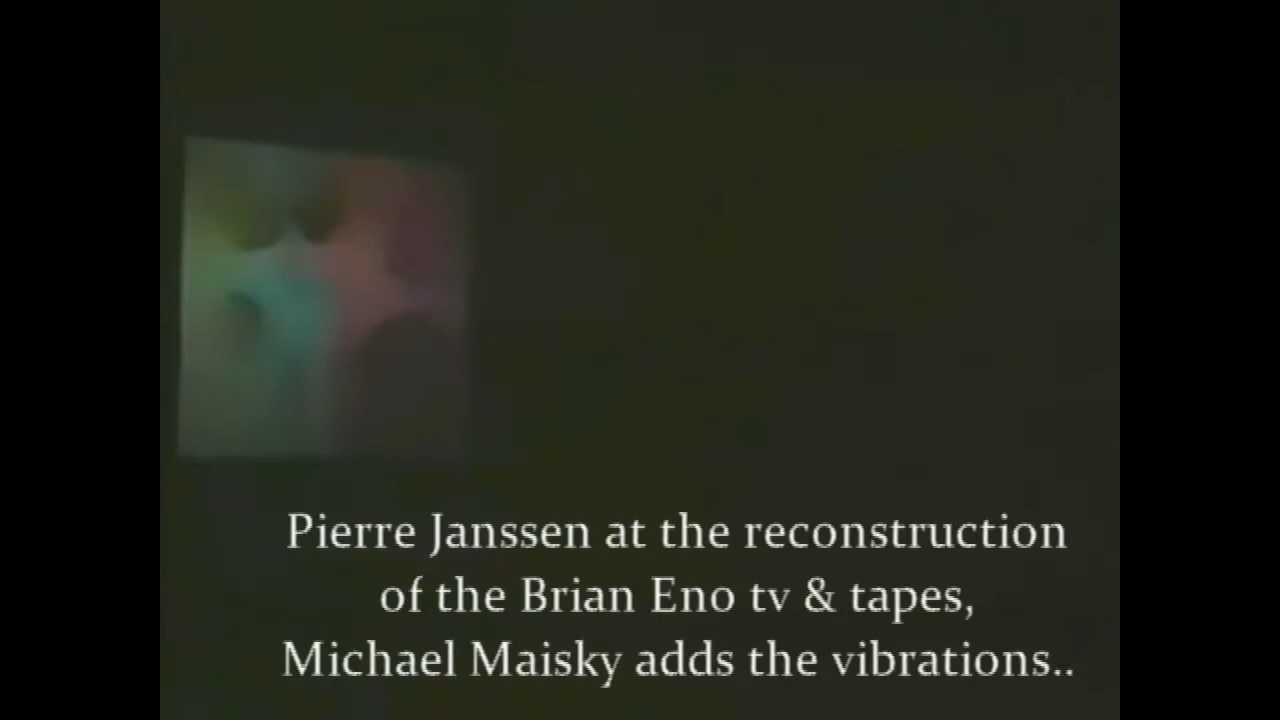 Pierre Janssen at the reconstruction
of the Brian Eno tv & tapes,
Michael Maisky adds the vibrations..